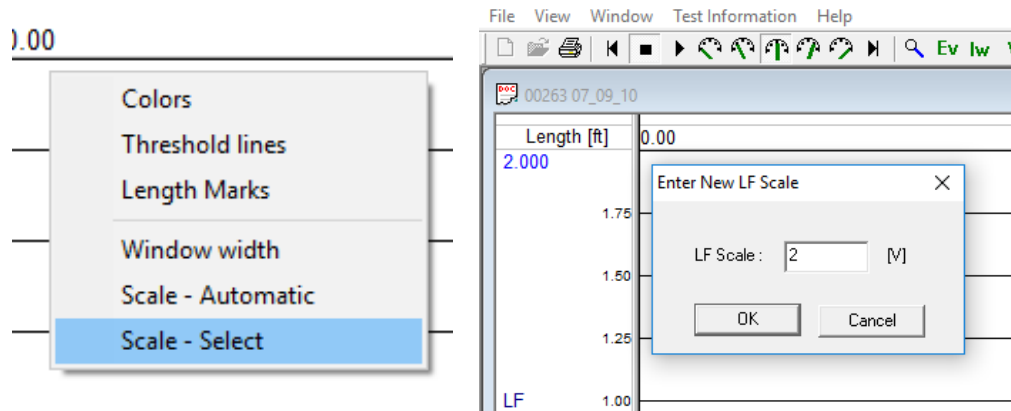 0.00
Colors
Threshold lines
Length Marks
Window width
Scale - Automatic
Scale - Select
File View Window Test Information Help
Ev Iw
DOC 00263 07_09_10
Length [ft] 0.00
2.000
Enter New LF Scale
1.75
LF Scale : 2 [V]
1.50
OK Cancel
1.25
LF 1.00